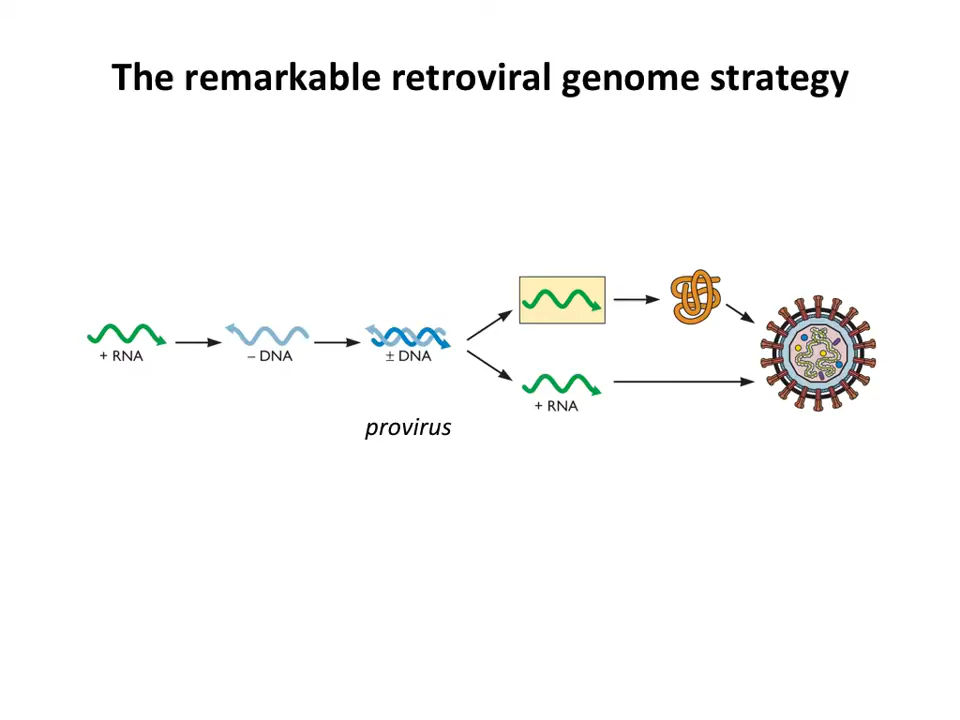 The remarkable retroviral genome strategy
+ RNA
– DNA
± DNA
+ RNA
provirus